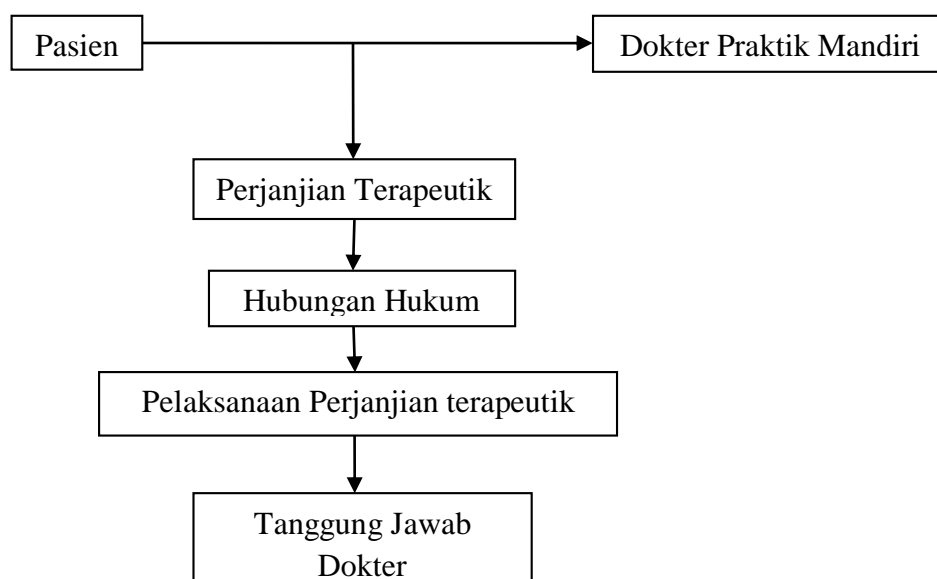 Pasien
Dokter Praktik Mandiri
Perjanjian Terapeutik
Hubungan Hukum
Pelaksanaan Perjanjian terapeutik
Tanggung Jawab
Dokter